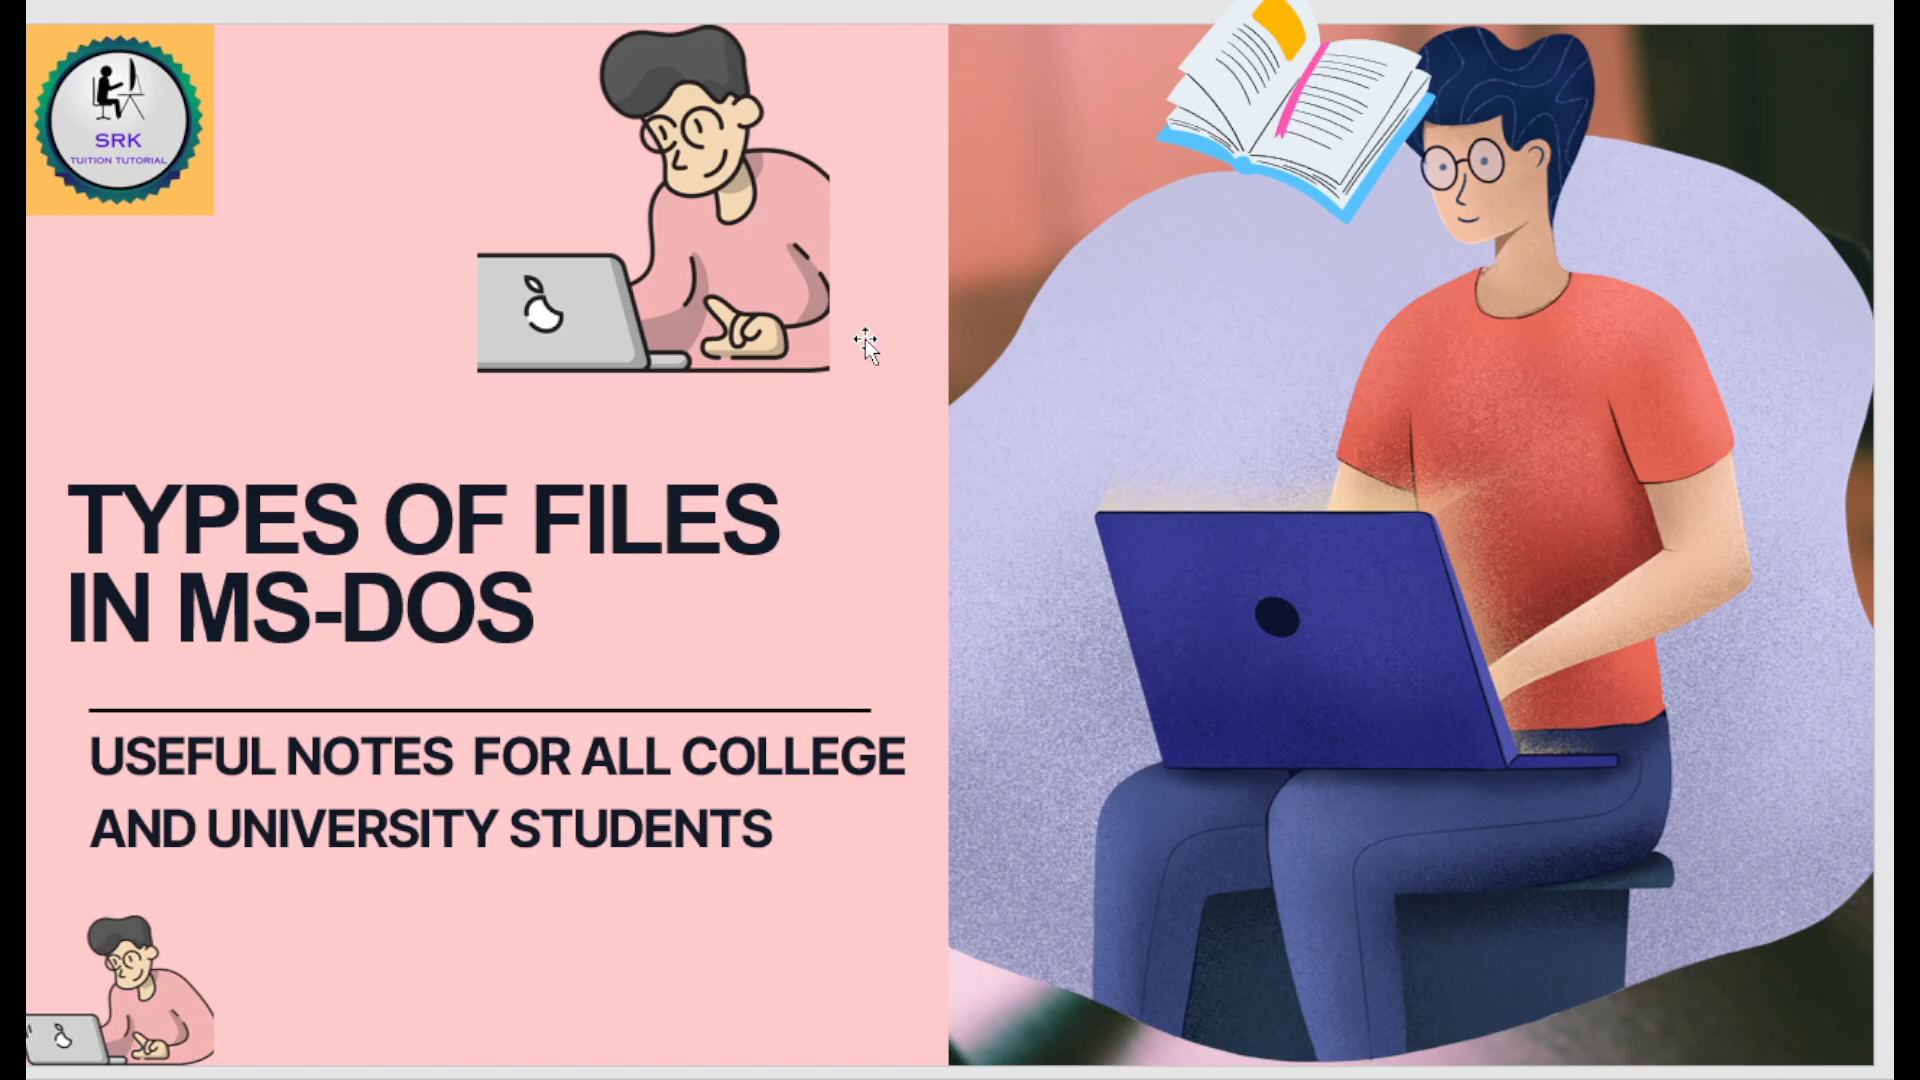 SRK
TUITION TUTORIAL
TYPES OF FILES
IN MS-DOS
USEFUL NOTES FOR ALL COLLEGE
AND UNIVERSITY STUDENTS